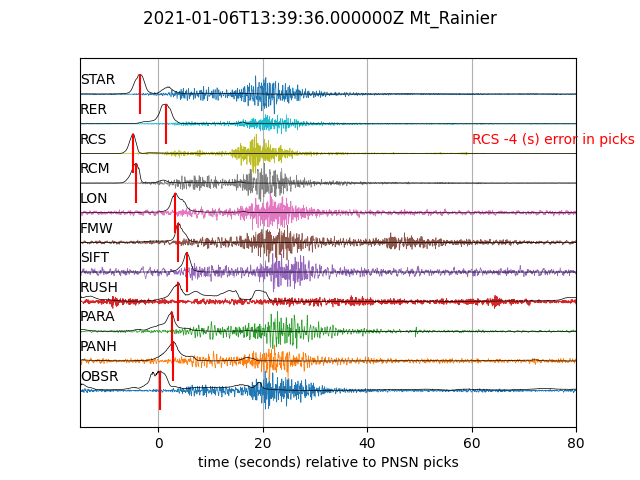 2021-01-06T13:39:36.000000Z Mt_Rainier
STAR
RER
RCS
RCS -4 (s) error in picks
RCM
LON
FMW
SIFT
RUSH
PARA
PANH
OBSR
0 20 40 60 80
time (seconds) relative to PNSN picks